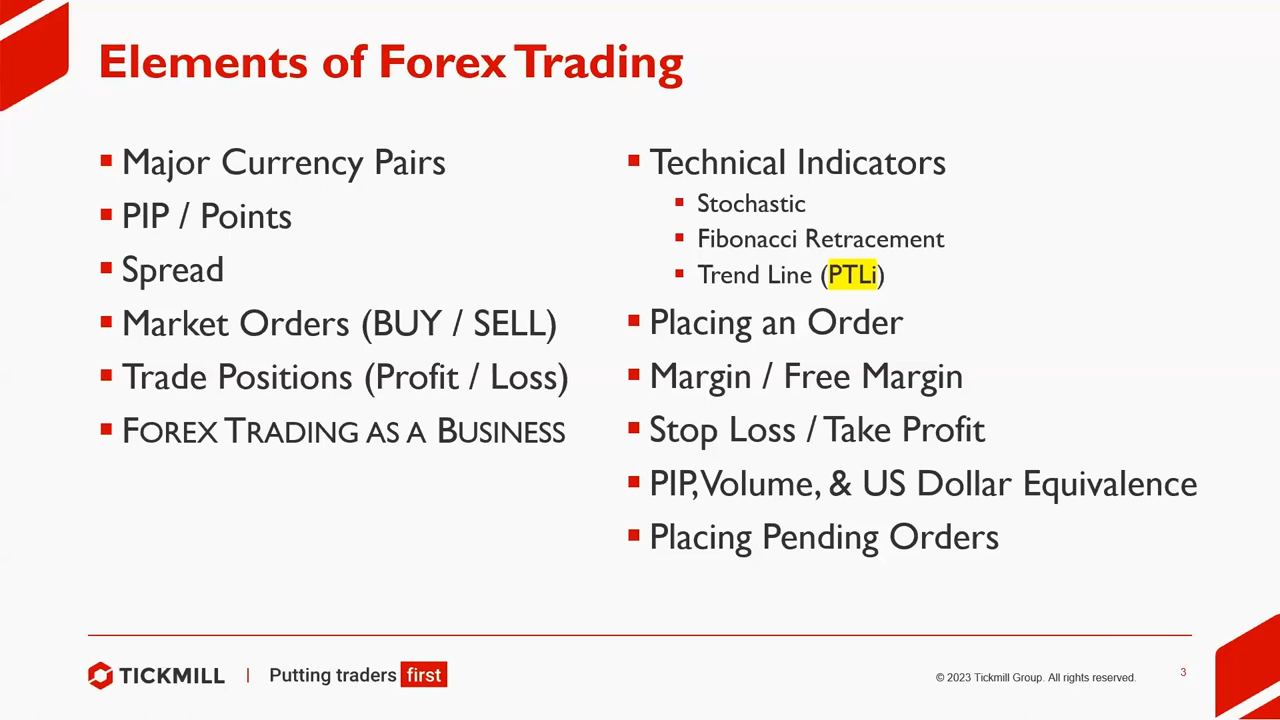 Elements of Forex Trading
Major Currency Pairs
PIP / Points
Spread
Market Orders (BUY / SELL)
Trade Positions (Profit / Loss)
FOREX TRADING AS A BUSINESS
Technical Indicators
Stochastic
Fibonacci Retracement
Trend Line (PTLi)
Placing an Order
Margin / Free Margin
Stop Loss / Take Profit
PIP, Volume, & US Dollar Equivalence
Placing Pending Orders
TICKMILL | Putting traders first
© 2023 Tickmill Group. All rights reserved.
3